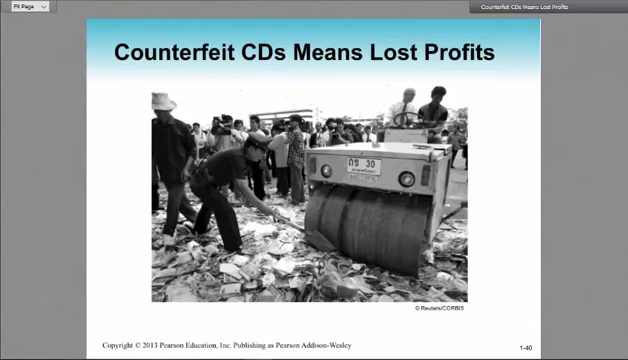 Fit Page
Counterfeit CDs Means Lost Profits
Counterfeit CDs Means Lost Profits
30
© Reuters/CORBIS
Copyright © 2013 Pearson Education, Inc. Publishing as Pearson Addison-Wesley
1-40